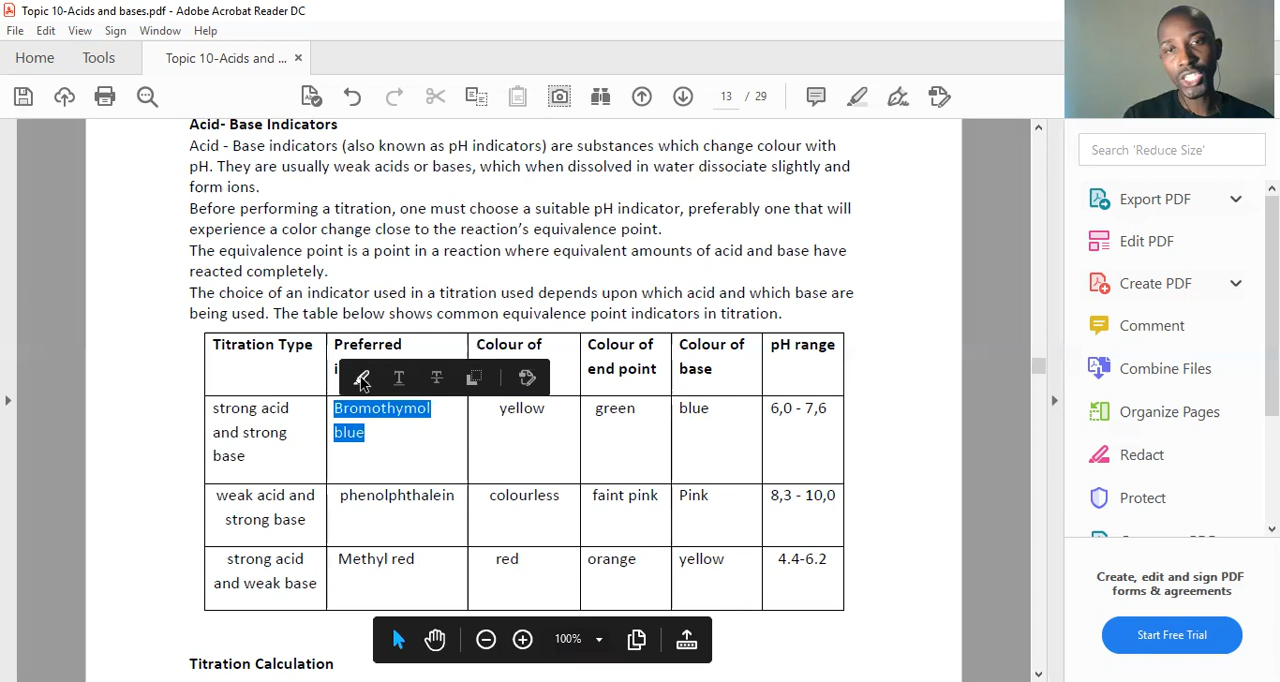 Topic 10-Acids and bases.pdf - Adobe Acrobat Reader DC
File Edit View Sign Window Help
Home Tools Topic 10-Acids and ... ×
13 / 29
Search 'Reduce Size'
Export PDF
Edit PDF
Create PDF
Comment
Combine Files
Organize Pages
Redact
Protect
Create, edit and sign PDF
forms & agreements
Start Free Trial
Acid- Base Indicators
Acid - Base indicators (also known as pH indicators) are substances which change colour with
pH. They are usually weak acids or bases, which when dissolved in water dissociate slightly and
form ions.
Before performing a titration, one must choose a suitable pH indicator, preferably one that will
experience a color change close to the reaction's equivalence point.
The equivalence point is a point in a reaction where equivalent amounts of acid and base have
reacted completely.
The choice of an indicator used in a titration used depends upon which acid and which base are
being used. The table below shows common equivalence point indicators in titration.
Titration Type Preferred Colour of Colour of Colour of pH range
end point base
strong acid Bromothymol yellow green blue 6,0 - 7,6
and strong blue
base
weak acid and phenolphthalein colourless faint pink Pink 8,3 - 10,0
strong base
strong acid Methyl red red orange yellow 4.4-6.2
and weak base
100%
Titration Calculation